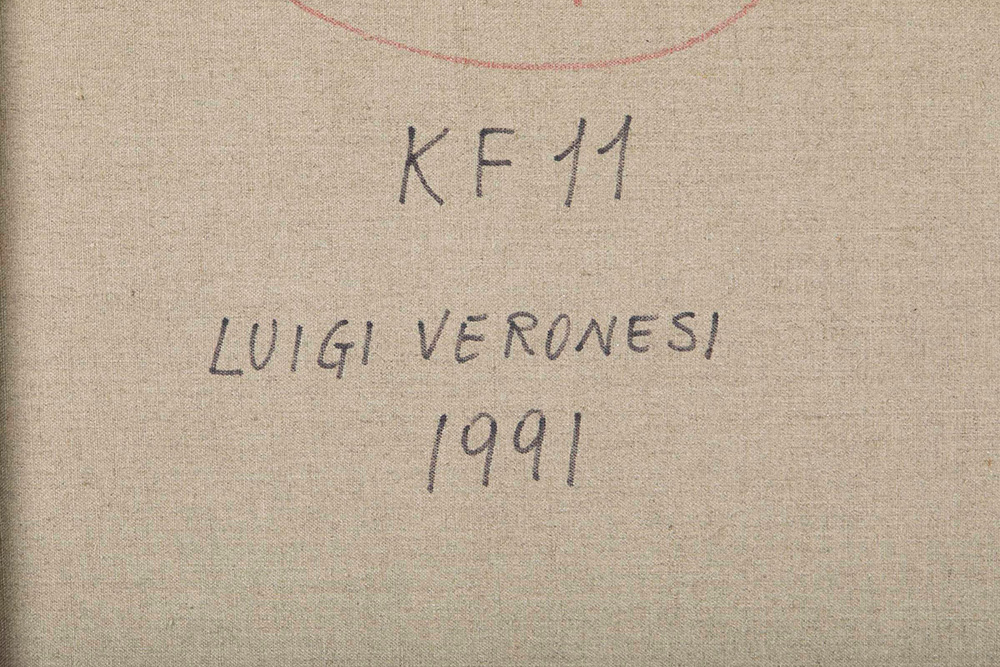 KF 11
LUIGI VERONESI
1991